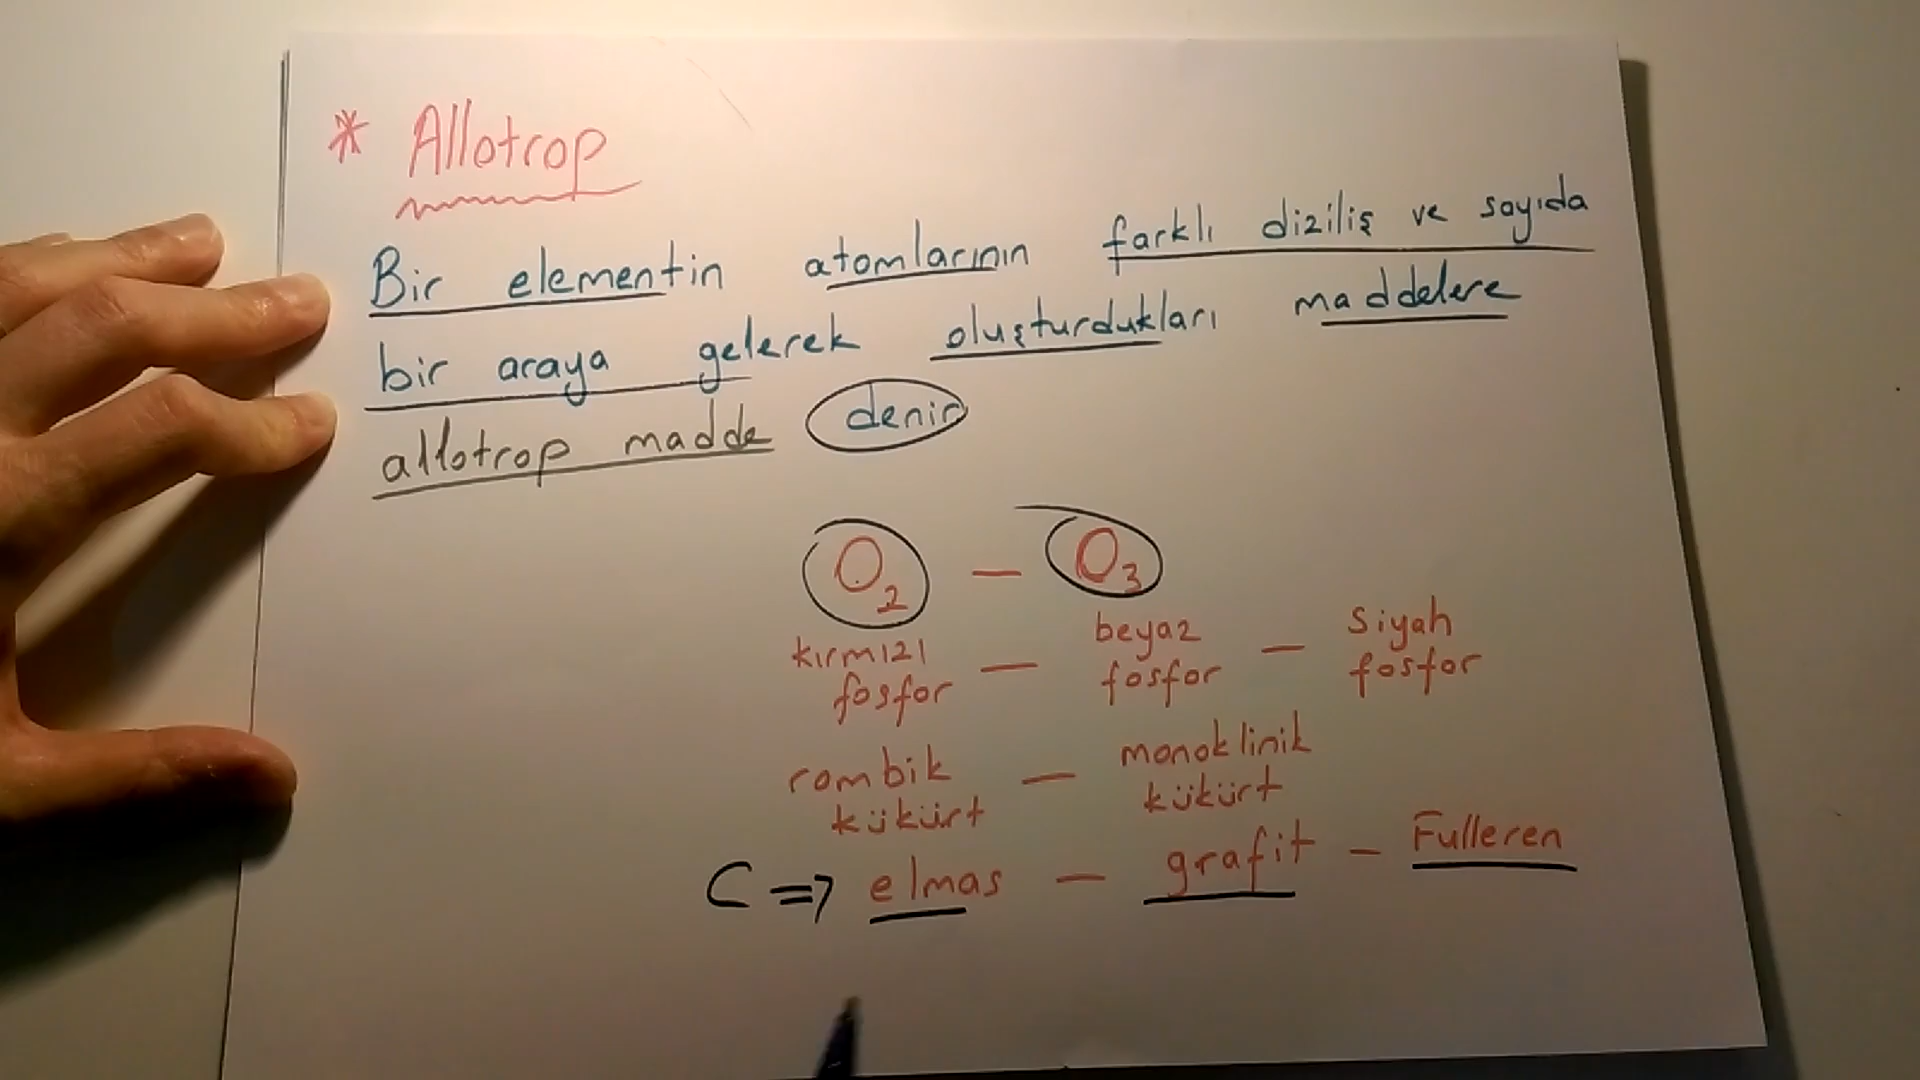 * Allotrop
Bir elementin atomlarının farklı diziliş ve sayıda
bir araya gelerek oluşturdukları maddelere
allotrop madde denir
O₂ — O₃
kırmızı fosfor — beyaz fosfor — siyah fosfor
rombik kükürt — monoklinik kükürt
C => elmas — grafit — Fulleren